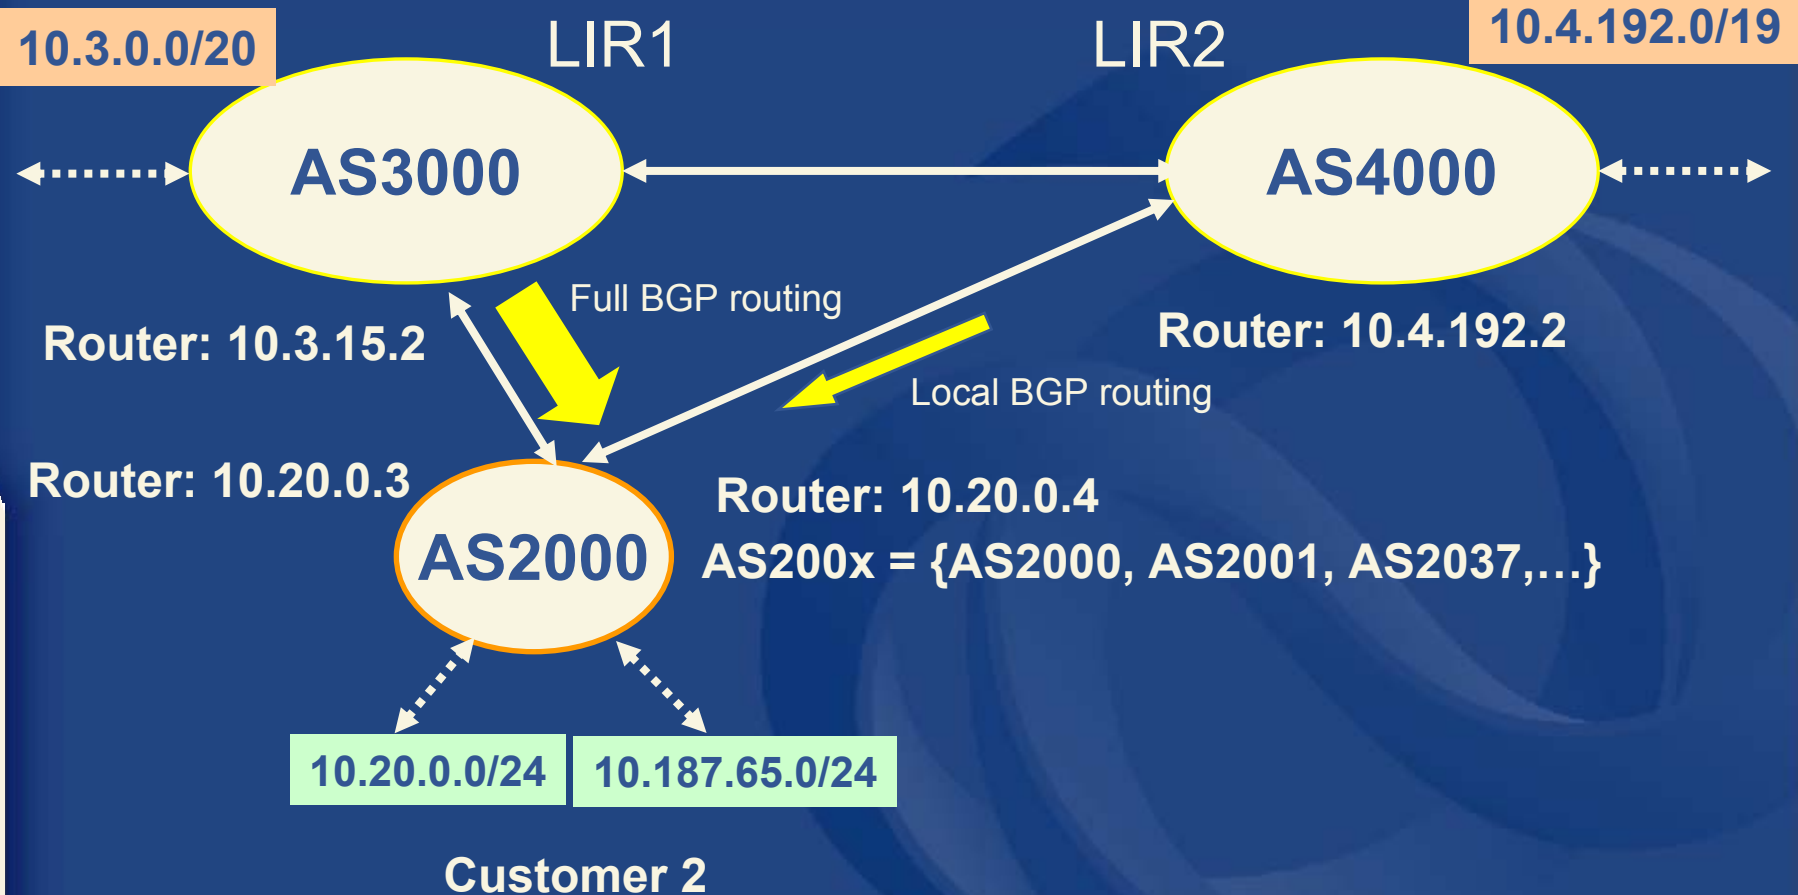 10.3.0.0/20
LIR1
LIR2
10.4.192.0/19
AS3000
AS4000
Full BGP routing
Router: 10.3.15.2
Router: 10.4.192.2
Local BGP routing
Router: 10.20.0.3
Router: 10.20.0.4
AS2000
AS200x = {AS2000, AS2001, AS2037,...}
10.20.0.0/24
10.187.65.0/24
Customer 2